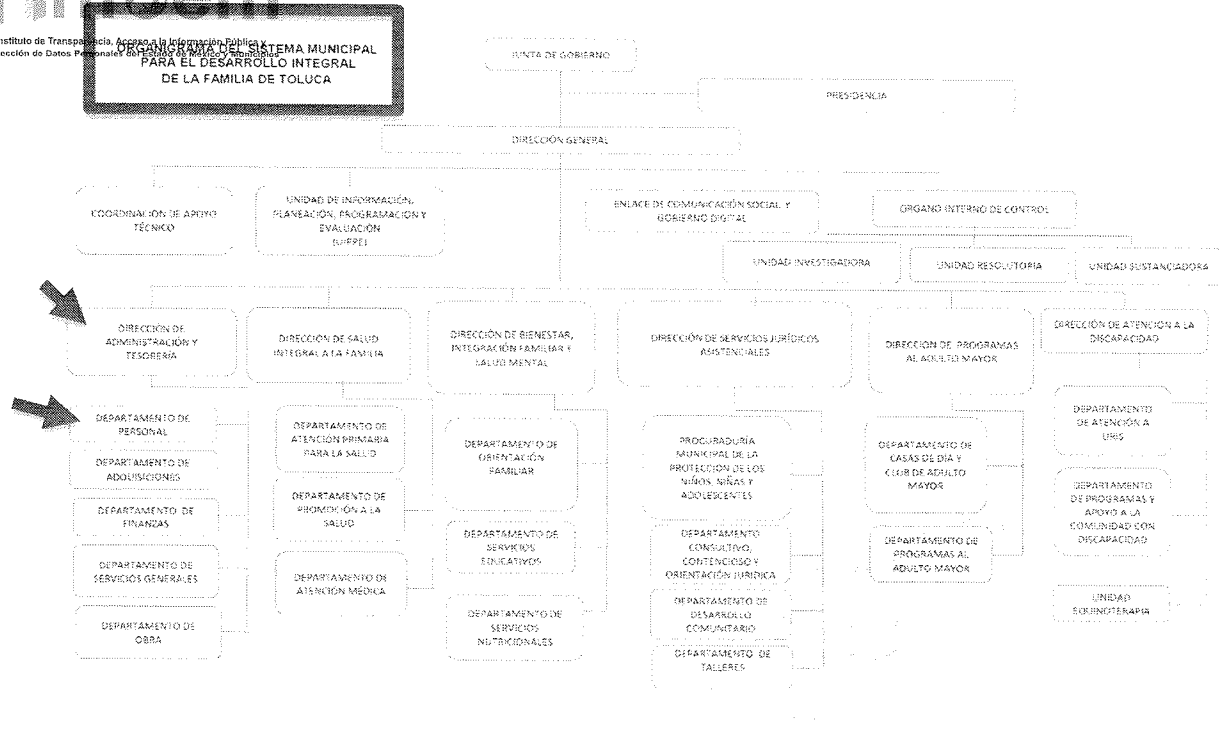 infoem
Instituto de Transparencia, Acceso a la Información Pública y
Protección de Datos Personales del Estado de México y Municipios
ORGANIGRAMA DEL SISTEMA MUNICIPAL
PARA EL DESARROLLO INTEGRAL
DE LA FAMILIA DE TOLUCA
JUNTA DE GOBIERNO
PRESIDENCIA
DIRECCIÓN GENERAL
COORDINACIÓN DE APOYO
TÉCNICO
UNIDAD DE INFORMACIÓN,
PLANEACIÓN, PROGRAMACIÓN Y
EVALUACIÓN
(UIPPE)
ENLACE DE COMUNICACIÓN SOCIAL Y
GOBIERNO DIGITAL
ORGANO INTERNO DE CONTROL
UNIDAD INVESTIGADORA
UNIDAD RESOLUTORIA
UNIDAD SUSTANCIADORA
DIRECCIÓN DE
ADMINISTRACIÓN Y
TESORERÍA
DIRECCIÓN DE SALUD
INTEGRAL A LA FAMILIA
DIRECCIÓN DE BIENESTAR,
INTEGRACIÓN FAMILIAR Y
SALUD MENTAL
DIRECCIÓN DE SERVICIOS JURÍDICOS
ASISTENCIALES
DIRECCION DE PROGRAMAS
AL ADULTO MAYOR
DIRECCIÓN DE ATENCIÓN A LA
DISCAPACIDAD
DEPARTAMENTO DE
PERSONAL
DEPARTAMENTO DE
ADQUISICIONES
DEPARTAMENTO DE
FINANZAS
DEPARTAMENTO DE
SERVICIOS GENERALES
DEPARTAMENTO DE
OBRA
DEPARTAMENTO DE
ATENCIÓN PRIMARIA
PARA LA SALUD
DEPARTAMENTO DE
PROMOCIÓN A LA
SALUD
DEPARTAMENTO DE
ATENCIÓN MÉDICA
DEPARTAMENTO DE
ORIENTACIÓN
FAMILIAR
DEPARTAMENTO DE
SERVICIOS
EDUCATIVOS
DEPARTAMENTO DE
SERVICIOS
NUTRICIONALES
PROCURADURÍA
MUNICIPAL DE LA
PROTECCIÓN DE LOS
NIÑOS, NIÑAS Y
ADOLESCENTES
DEPARTAMENTO
CONSULTIVO,
CONTENCIOSO Y
ORIENTACIÓN JURIDICA
DEPARTAMENTO DE
DESARROLLO
COMUNITARIO
DEPARTAMENTO DE
TALLERES
DEPARTAMENTO DE
CASAS DE DÍA Y
CLUB DE ADULTO
MAYOR
DEPARTAMENTO DE
PROGRAMAS AL
ADULTO MAYOR
DEPARTAMENTO
DE ATENCIÓN A
URIS
DEPARTAMENTO
DE PROGRAMAS Y
APOYO A LA
COMUNIDAD CON
DISCAPACIDAD
UNIDAD
EQUINOTERAPIA